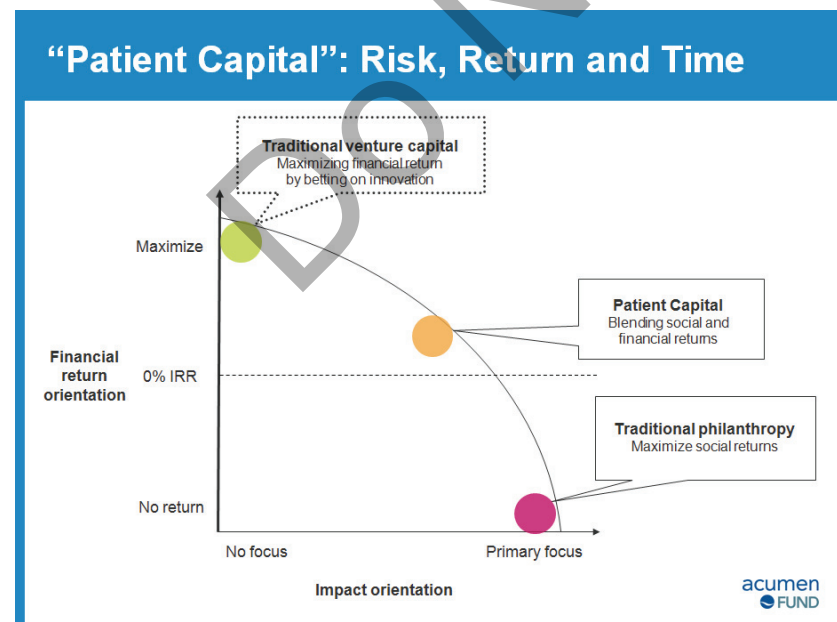 “Patient Capital”: Risk, Return and Time
Traditional venture capital
Maximizing financial return
by betting on innovation
Maximize
Patient Capital
Blending social and
financial returns
Financial
return
orientation
0% IRR
Traditional philanthropy
Maximize social returns
No return
No focus
Primary focus
Impact orientation
acumen
FUND
Do